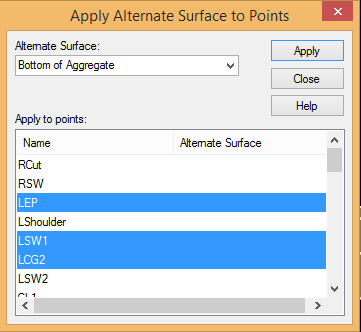 Apply Alternate Surface to Points
Alternate Surface:
Bottom of Aggregate
Apply
Close
Help
Apply to points:
Name Alternate Surface
RCut
RSW
LEP
LShoulder
LSW1
LCG2
LSW2